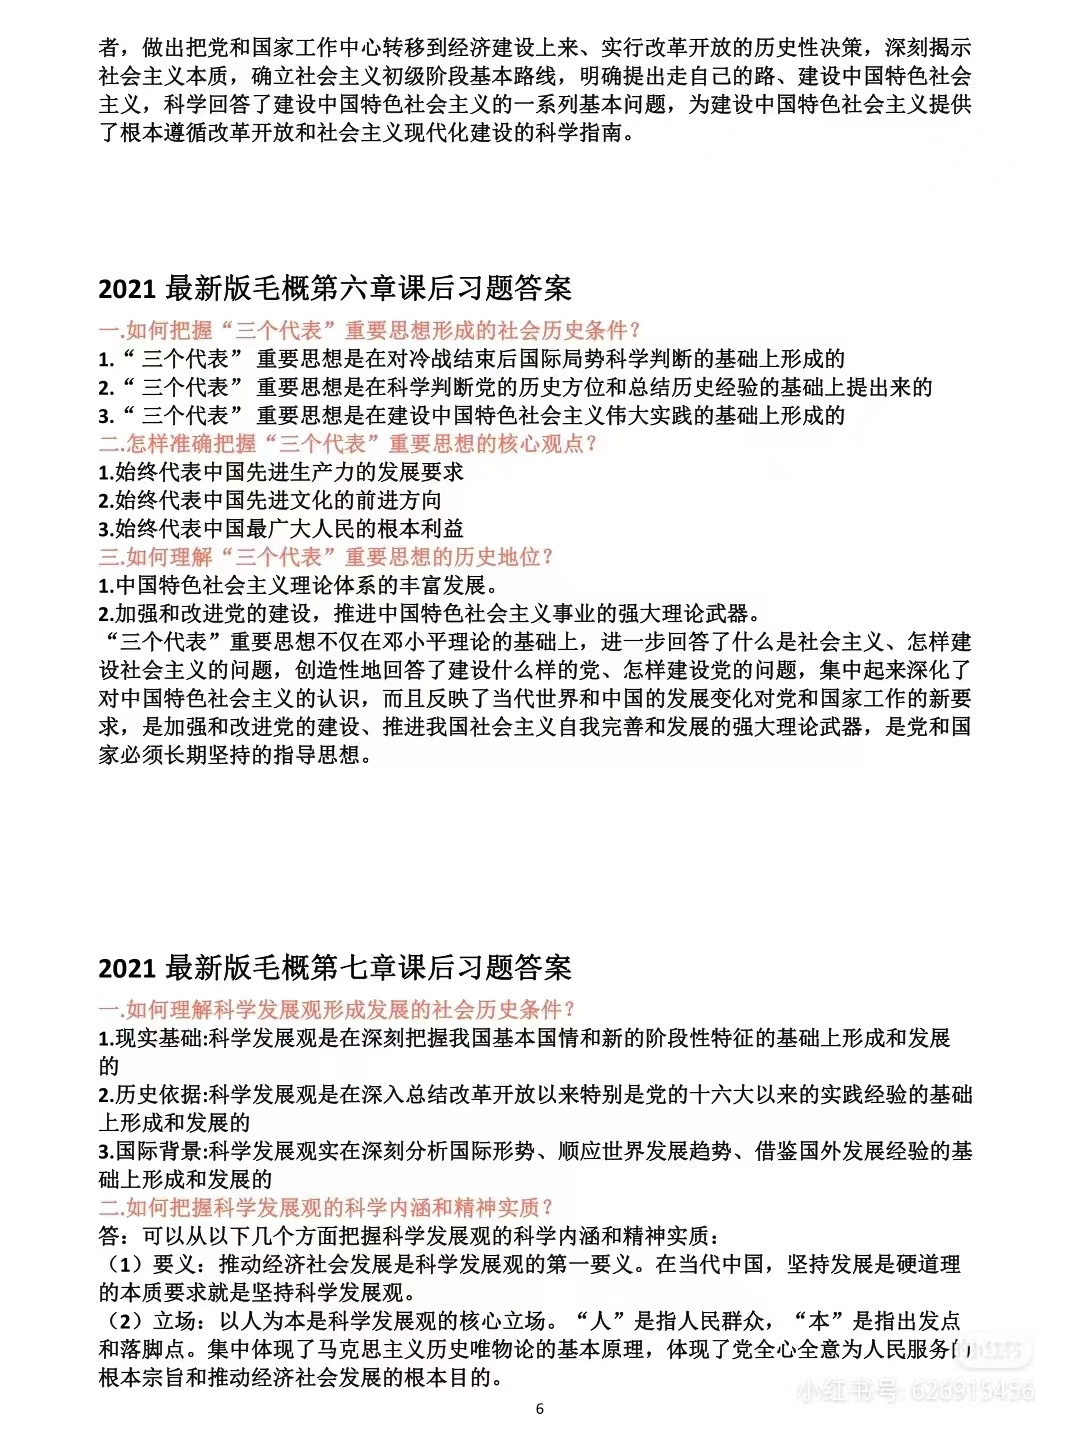 者，做出把党和国家工作中心转移到经济建设上来、实行改革开放的历史性决策，深刻揭示
社会主义本质，确立社会主义初级阶段基本路线，明确提出走自己的路、建设中国特色社会
主义，科学回答了建设中国特色社会主义的一系列基本问题，为建设中国特色社会主义提供
了根本遵循改革开放和社会主义现代化建设的科学指南。
2021 最新版毛概第六章课后习题答案
一.如何把握“三个代表”重要思想形成的社会历史条件？
1.“ 三个代表” 重要思想是在对冷战结束后国际局势科学判断的基础上形成的
2.“ 三个代表” 重要思想是在科学判断党的历史方位和总结历史经验的基础上提出来的
3.“ 三个代表” 重要思想是在建设中国特色社会主义伟大实践的基础上形成的
二.怎样准确把握“三个代表”重要思想的核心观点？
1.始终代表中国先进生产力的发展要求
2.始终代表中国先进文化的前进方向
3.始终代表中国最广大人民的根本利益
三.如何理解“三个代表”重要思想的历史地位？
1.中国特色社会主义理论体系的丰富发展。
2.加强和改进党的建设，推进中国特色社会主义事业的强大理论武器。
“三个代表”重要思想不仅在邓小平理论的基础上，进一步回答了什么是社会主义、怎样建
设社会主义的问题，创造性地回答了建设什么样的党、怎样建设党的问题，集中起来深化了
对中国特色社会主义的认识，而且反映了当代世界和中国的发展变化对党和国家工作的新要
求，是加强和改进党的建设、推进我国社会主义自我完善和发展的强大理论武器，是党和国
家必须长期坚持的指导思想。
2021 最新版毛概第七章课后习题答案
一.如何理解科学发展观形成发展的社会历史条件？
1.现实基础:科学发展观是在深刻把握我国基本国情和新的阶段性特征的基础上形成和发展
的
2.历史依据:科学发展观是在深入总结改革开放以来特别是党的十六大以来的实践经验的基础
上形成和发展的
3.国际背景:科学发展观实在深刻分析国际形势、顺应世界发展趋势、借鉴国外发展经验的基
础上形成和发展的
二.如何把握科学发展观的科学内涵和精神实质？
答：可以从以下几个方面把握科学发展观的科学内涵和精神实质：
（1）要义：推动经济社会发展是科学发展观的第一要义。在当代中国，坚持发展是硬道理
的本质要求就是坚持科学发展观。
（2）立场：以人为本是科学发展观的核心立场。“人”是指人民群众，“本”是指出发点
和落脚点。集中体现了马克思主义历史唯物论的基本原理，体现了党全心全意为人民服务的
根本宗旨和推动经济社会发展的根本目的。
小红书
小红书号: 626915456
6